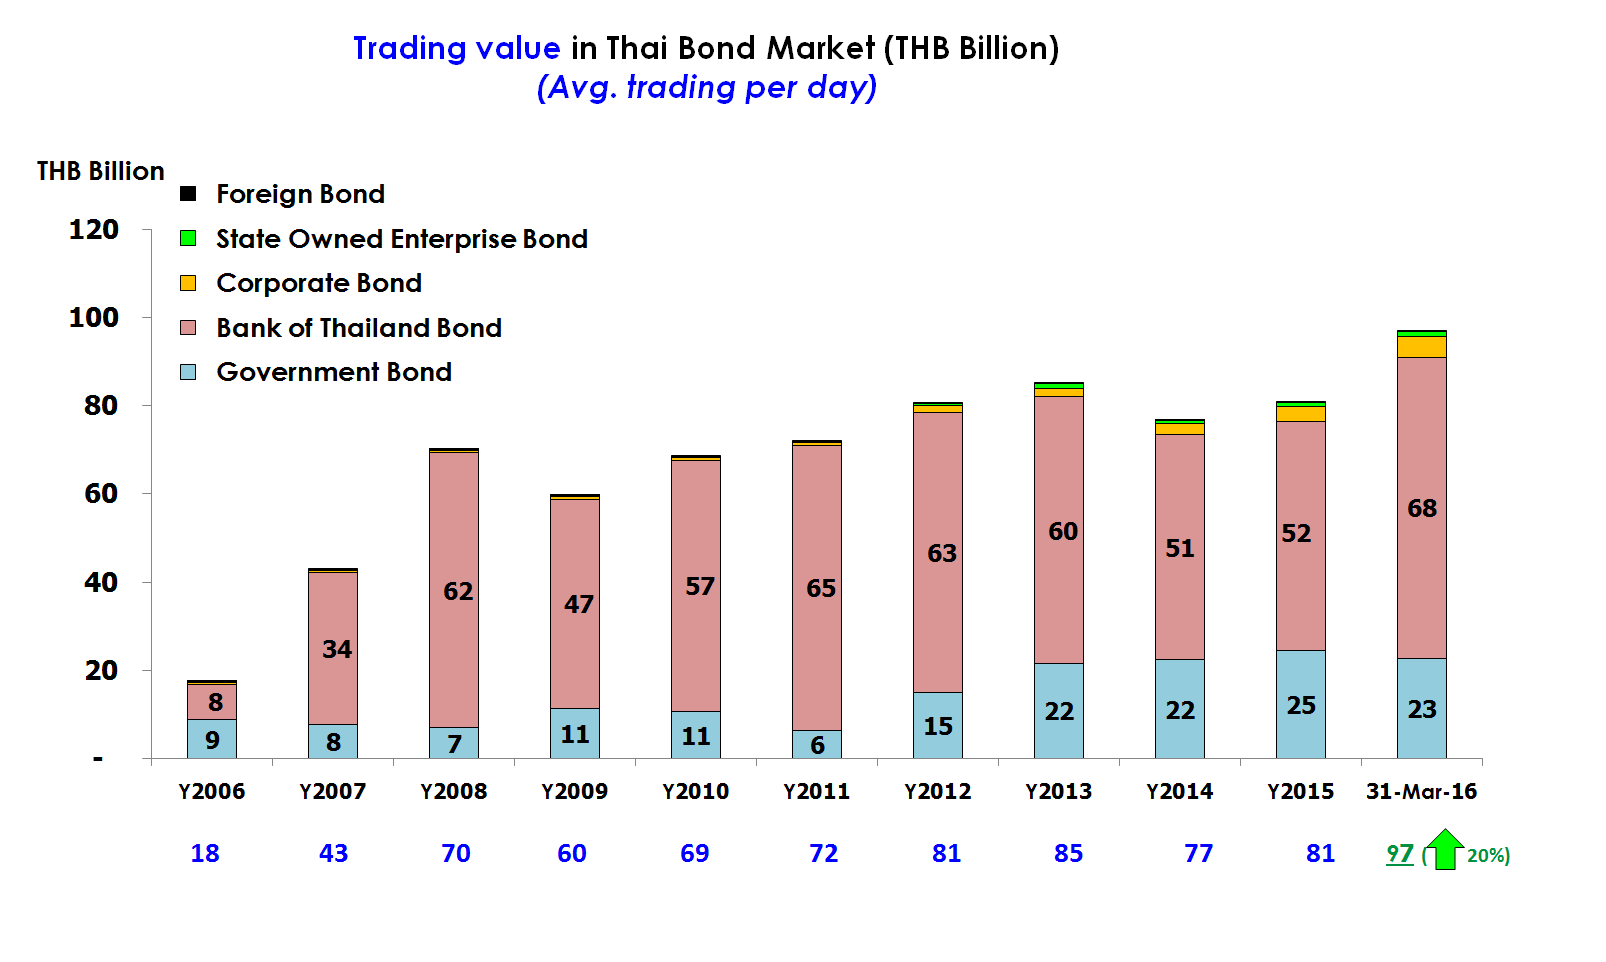 Trading value in Thai Bond Market (THB Billion)
(Avg. trading per day)
THB Billion
Foreign Bond
State Owned Enterprise Bond
Corporate Bond
Bank of Thailand Bond
Government Bond
120
100
80
60
40
20
-
8 34 62 47 57 65 63 60 51 52 68
9 8 7 11 11 6 15 22 22 25 23
Y2006 Y2007 Y2008 Y2009 Y2010 Y2011 Y2012 Y2013 Y2014 Y2015 31-Mar-16
18 43 70 60 69 72 81 85 77 81 97 ( 20%)